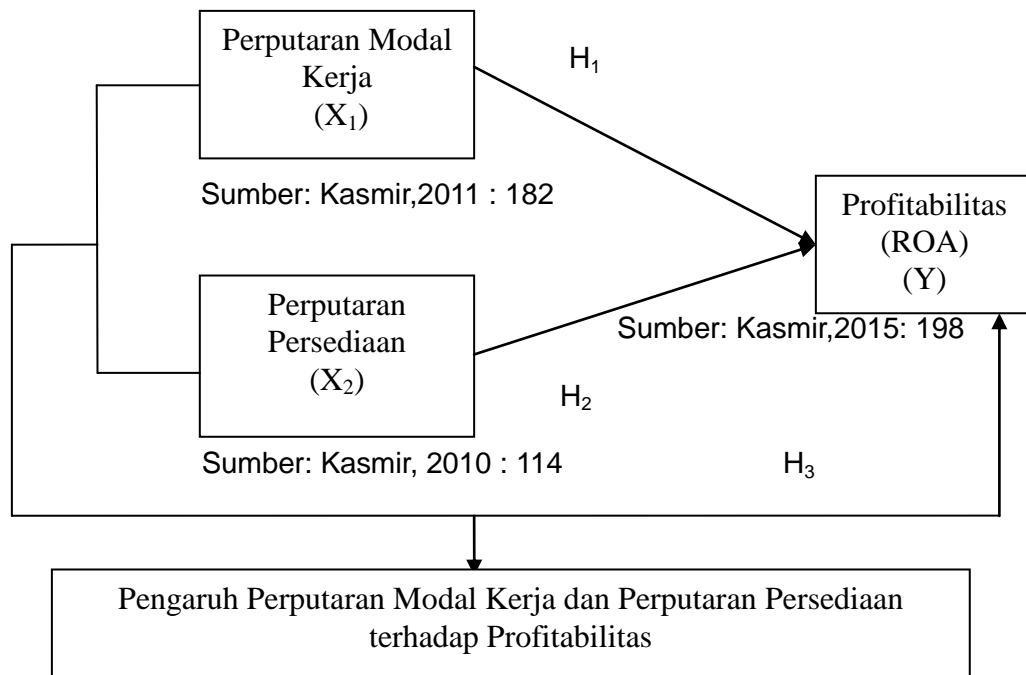 Perputaran Modal
Kerja
(X₁)
H₁
Sumber: Kasmir,2011 : 182
Profitabilitas
(ROA)
(Y)
Perputaran
Persediaan
(X₂)
Sumber: Kasmir,2015: 198
H₂
Sumber: Kasmir, 2010 : 114
H₃
Pengaruh Perputaran Modal Kerja dan Perputaran Persediaan
terhadap Profitabilitas